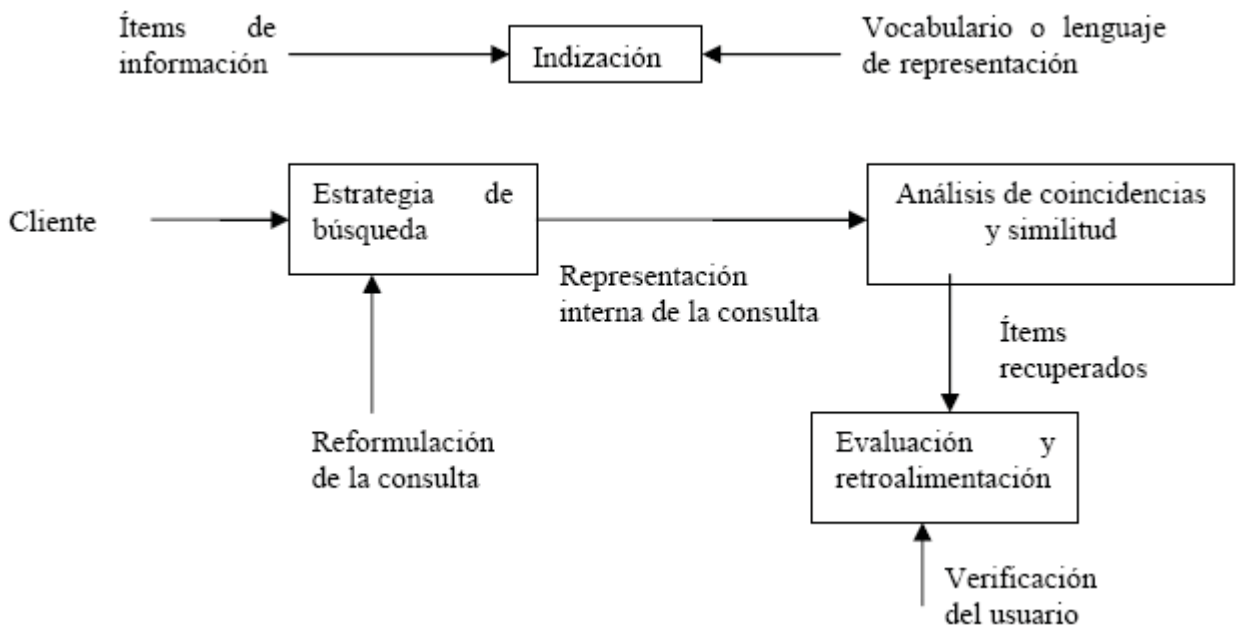 Ítems de
información
Indización
Vocabulario o lenguaje
de representación
Cliente
Estrategia de
búsqueda
Representación
interna de la consulta
Análisis de coincidencias
y similitud
Ítems
recuperados
Reformulación
de la consulta
Evaluación y
retroalimentación
Verificación
del usuario